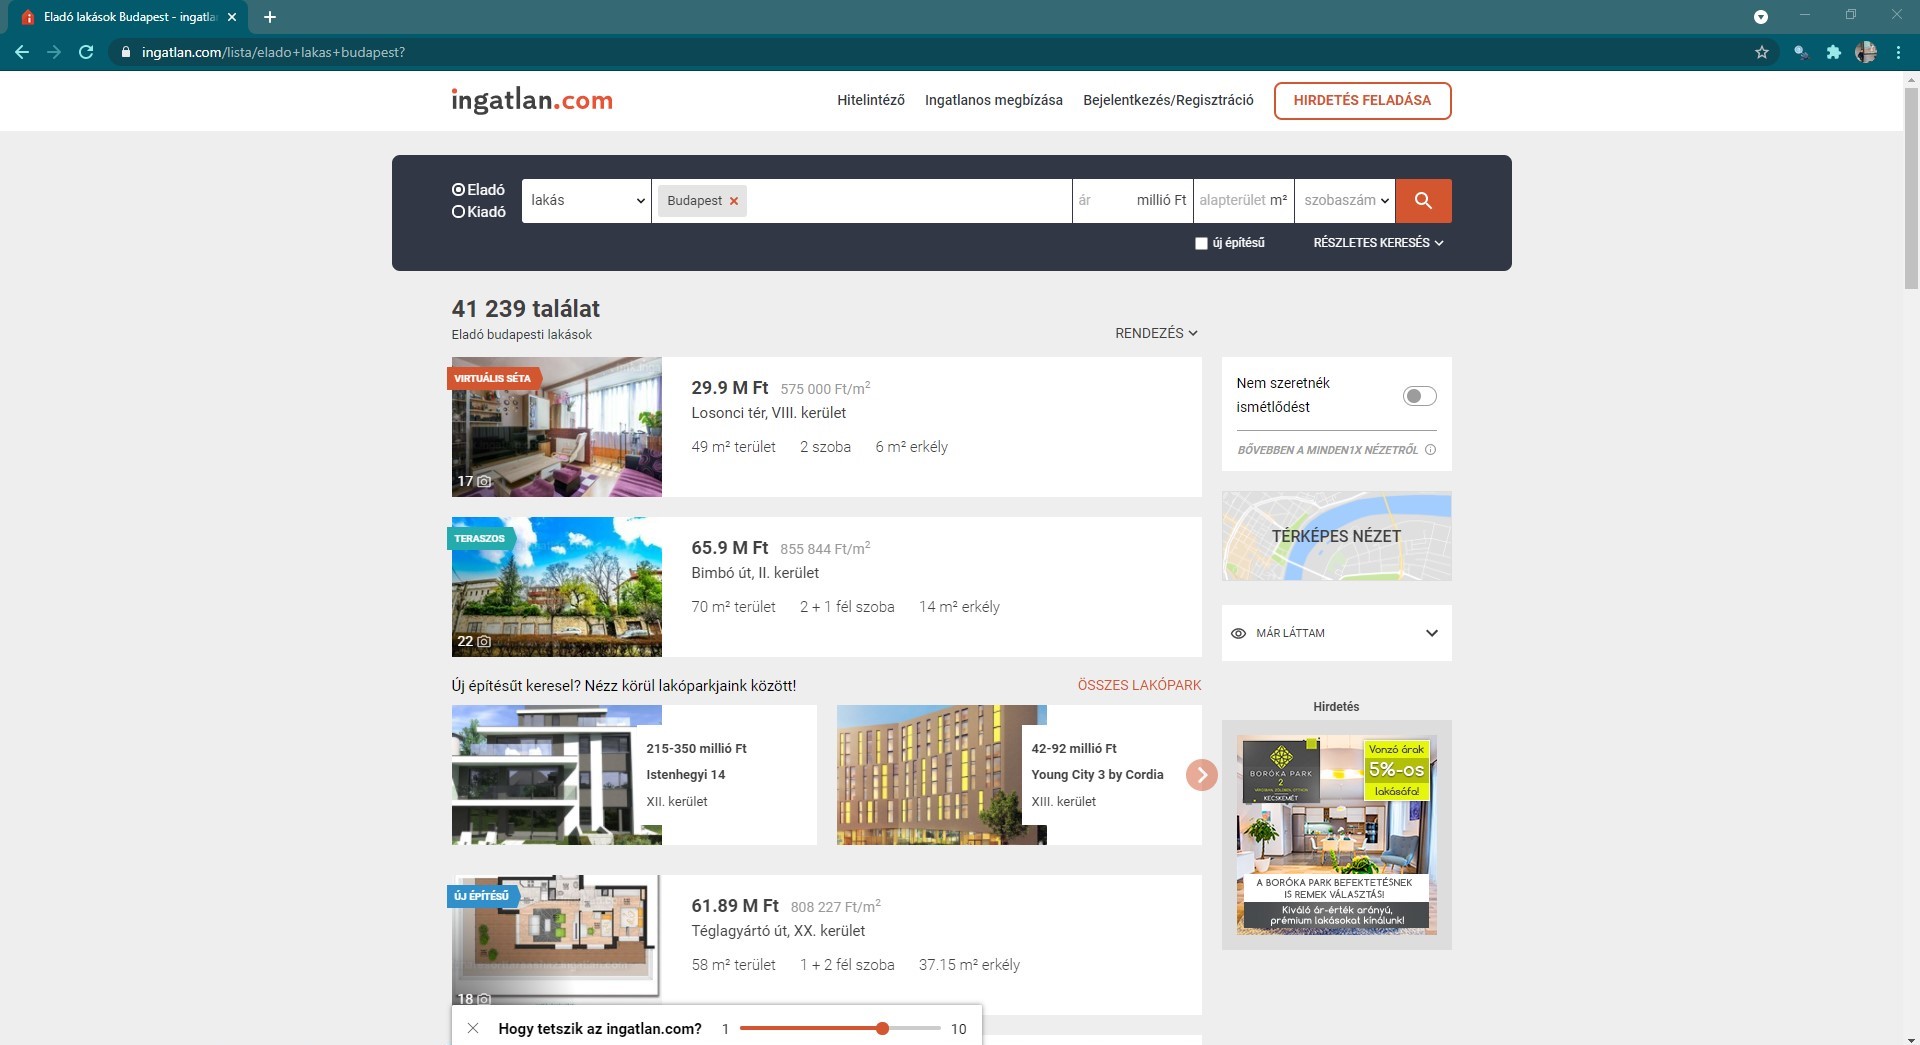 Eladó lakások Budapest - ingatla
ingatlan.com/lista/elado+lakas+budapest?
ingatlan.com
Hitelintéző
Ingatlanos megbízása
Bejelentkezés/Regisztráció
HIRDETÉS FELADÁSA
Eladó
Kiadó
lakás
Budapest
ár
millió Ft
alapterület m²
szobaszám
új építésű
RÉSZLETES KERESÉS
41 239 találat
Eladó budapesti lakások
RENDEZÉS
VIRTUÁLIS SÉTA
17
29.9 M Ft 575 000 Ft/m²
Losonci tér, VIII. kerület
49 m² terület 2 szoba 6 m² erkély
Nem szeretnék
ismétlődést
BŐVEBBEN A MINDEN1X NÉZETRŐL
TERASZOS
22
65.9 M Ft 855 844 Ft/m²
Bimbó út, II. kerület
70 m² terület 2 + 1 fél szoba 14 m² erkély
TÉRKÉPES NÉZET
MÁR LÁTTAM
Új építésűt keresel? Nézz körül lakóparkjaink között!
ÖSSZES LAKÓPARK
215-350 millió Ft
Istenhegyi 14
XII. kerület
42-92 millió Ft
Young City 3 by Cordia
XIII. kerület
Hirdetés
BORÓKA PARK
2
KECSKEMÉT
Vonzó árak
5%-os
lakásáfa!
A BORÓKA PARK BEFEKTETÉSNEK
IS REMEK VÁLASZTÁS!
Kiváló ár-érték arányú,
prémium lakásokat kínálunk!
ÚJ ÉPÍTÉSŰ
18
61.89 M Ft 808 227 Ft/m²
Téglagyártó út, XX. kerület
58 m² terület 1 + 2 fél szoba 37.15 m² erkély
Hogy tetszik az ingatlan.com? 1 10